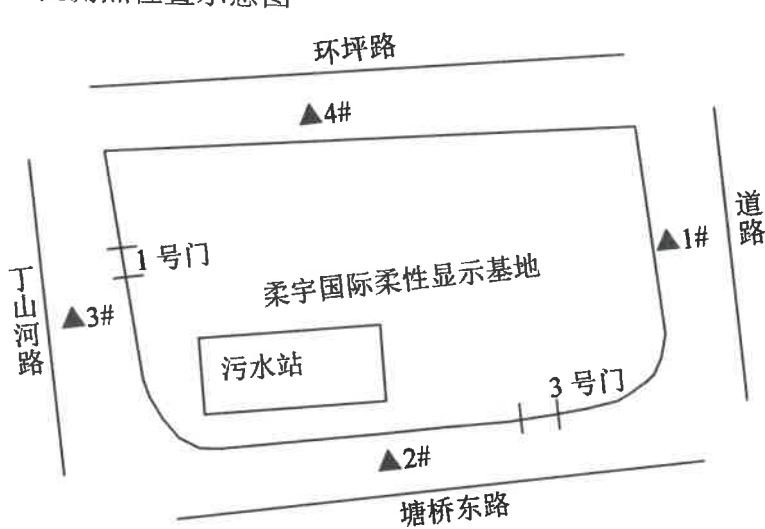 环坪路
▲4#
道路
▲1#
1 号门
柔宇国际柔性显示基地
丁山河路
▲3#
污水站
3 号门
▲2#
塘桥东路